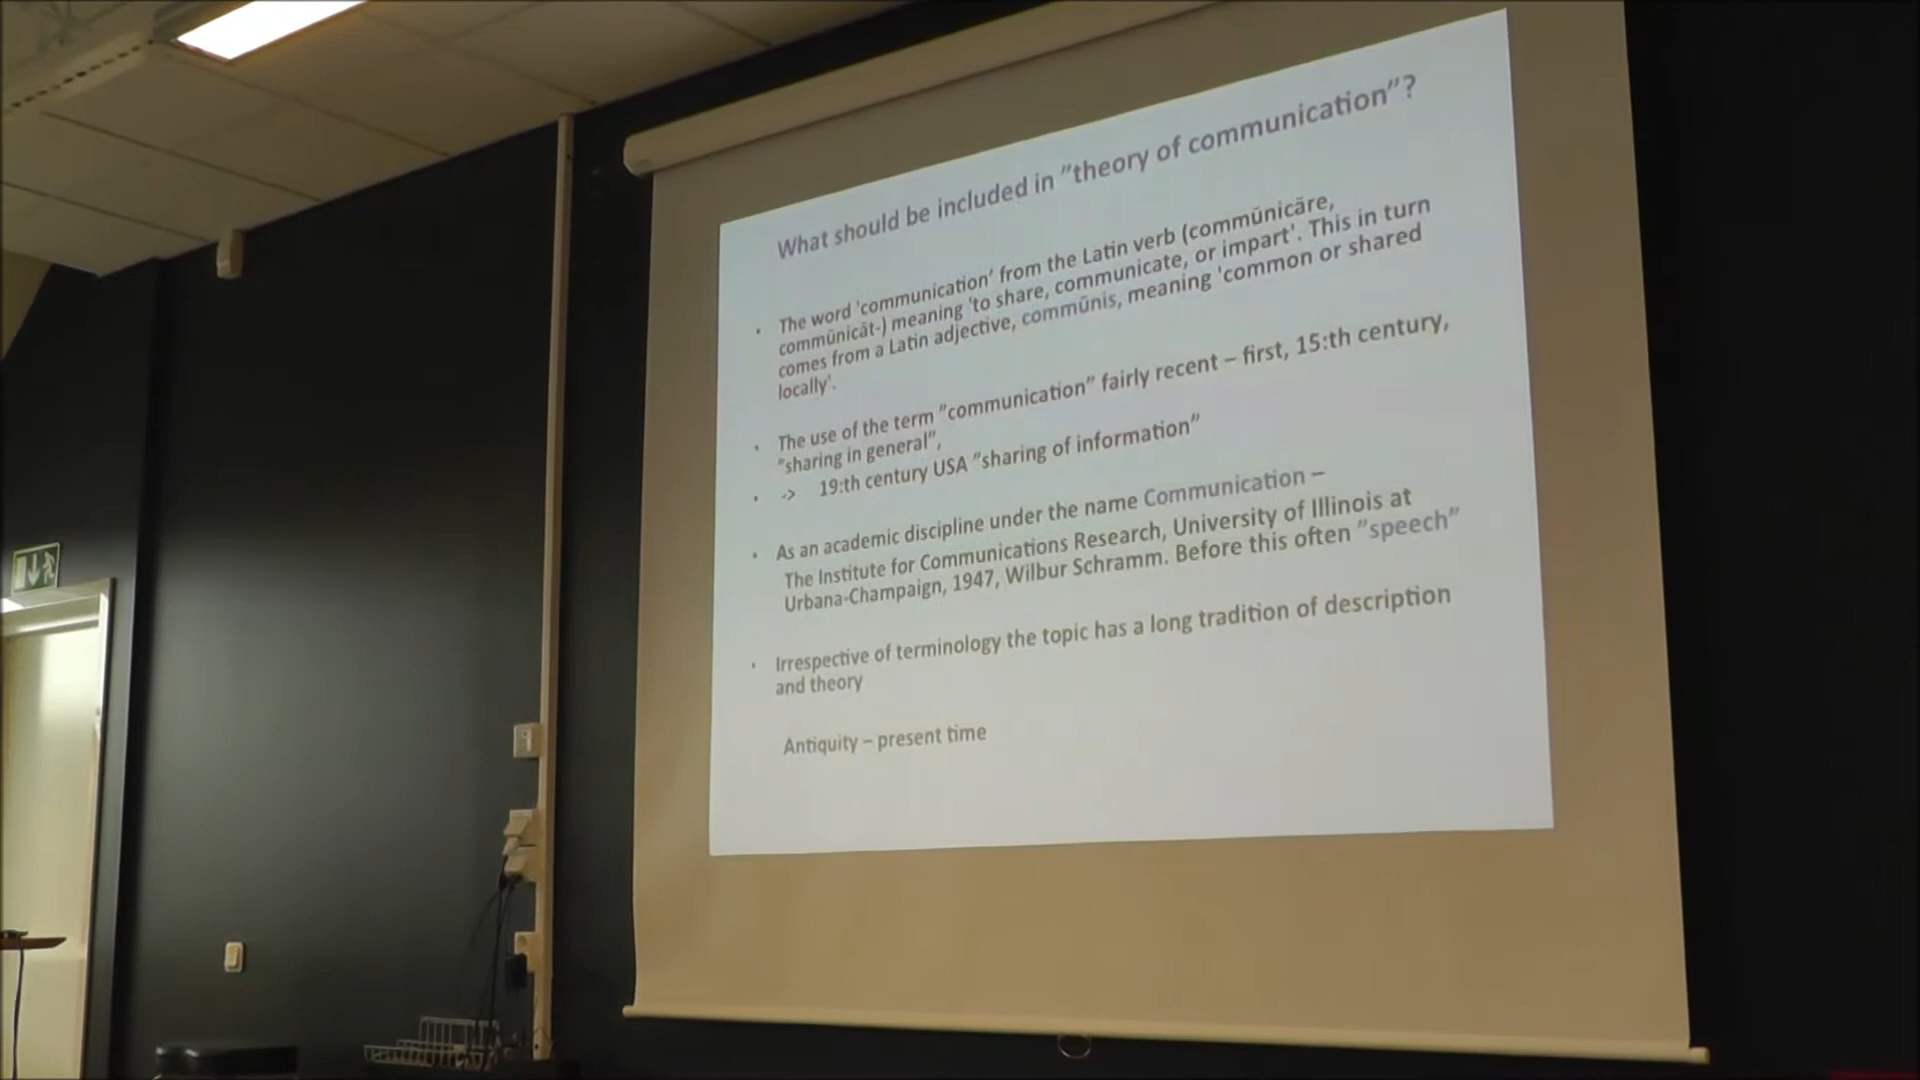 What should be included in ”theory of communication”?
• The word 'communication' from the Latin verb (commūnicāre,
commūnicāt-) meaning 'to share, communicate, or impart'. This in turn
comes from a Latin adjective, commūnis, meaning 'common or shared
locally'.
• The use of the term ”communication” fairly recent – first, 15:th century,
”sharing in general”,
• -> 19:th century USA ”sharing of information”
• As an academic discipline under the name Communication –
The Institute for Communications Research, University of Illinois at
Urbana-Champaign, 1947, Wilbur Schramm. Before this often ”speech”
• Irrespective of terminology the topic has a long tradition of description
and theory
Antiquity – present time